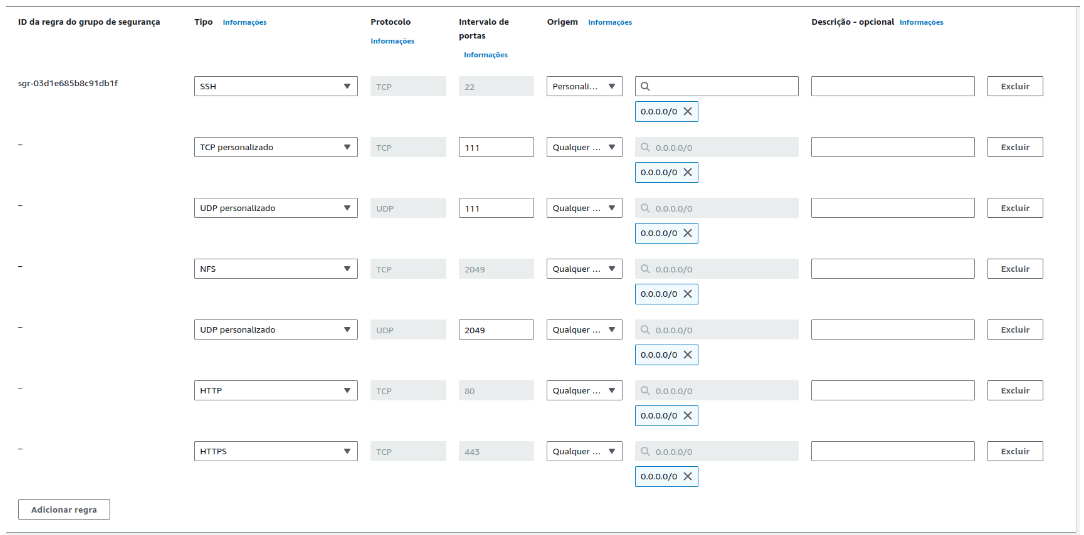 ID da regra do grupo de segurança Tipo Informações Protocolo Informações Intervalo de portas Informações Origem Informações Descrição – opcional Informações
sgr-03d1e685b8c91db1f SSH TCP 22 Personali... Excluir
0.0.0.0/0
– TCP personalizado TCP 111 Qualquer ... 0.0.0.0/0 Excluir
0.0.0.0/0
– UDP personalizado UDP 111 Qualquer ... 0.0.0.0/0 Excluir
0.0.0.0/0
– NFS TCP 2049 Qualquer ... 0.0.0.0/0 Excluir
0.0.0.0/0
– UDP personalizado UDP 2049 Qualquer ... 0.0.0.0/0 Excluir
0.0.0.0/0
– HTTP TCP 80 Qualquer ... 0.0.0.0/0 Excluir
0.0.0.0/0
– HTTPS TCP 443 Qualquer ... 0.0.0.0/0 Excluir
0.0.0.0/0
Adicionar regra